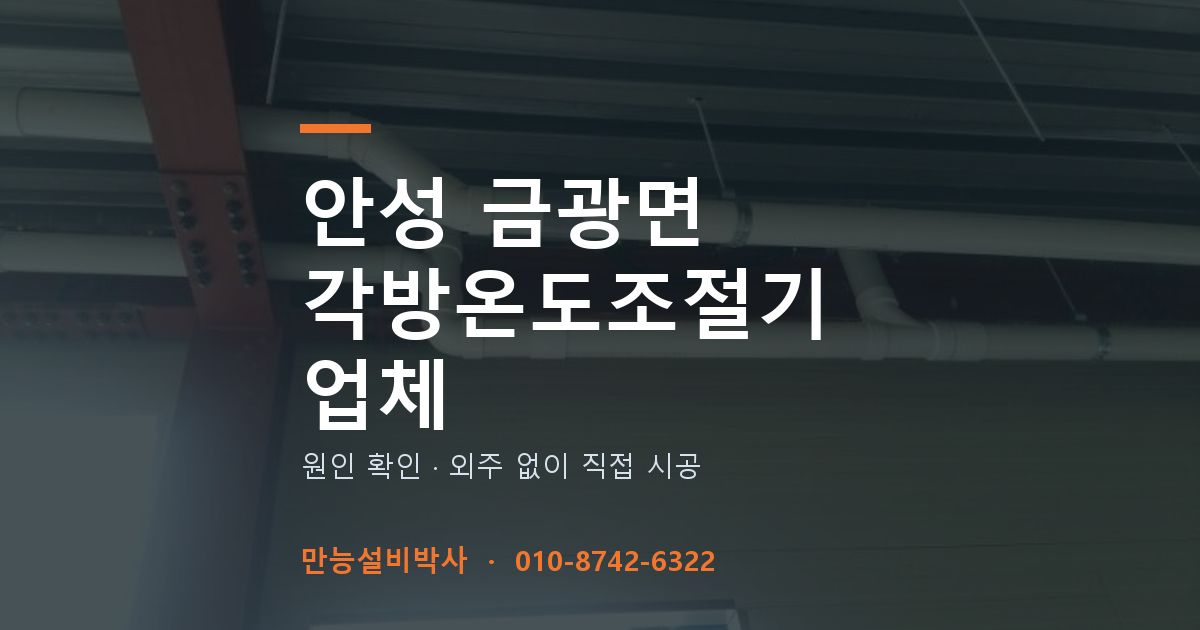 안성 금광면
각방온도조절기
업체
원인 확인 · 외주 없이 직접 시공
만능설비박사 · 010-8742-6322